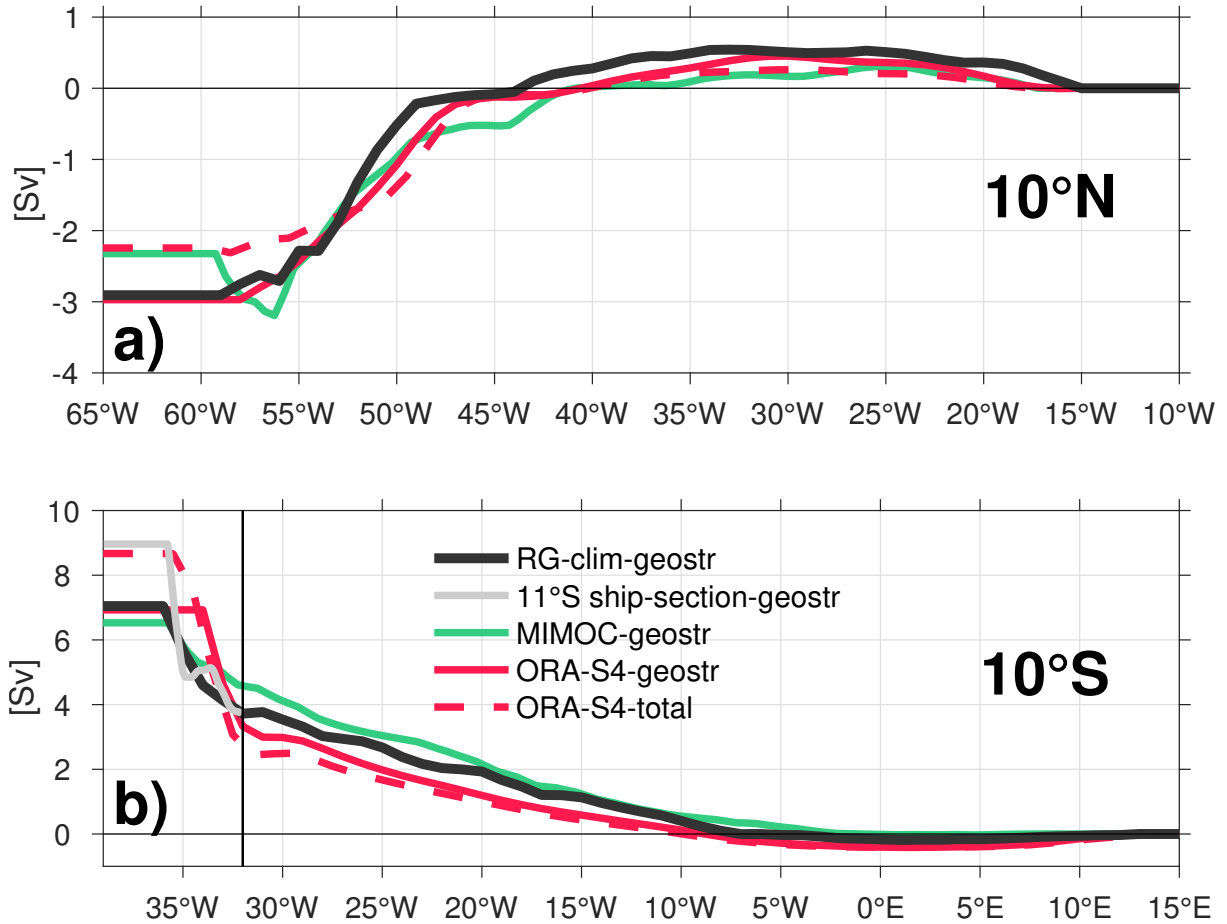 1
0
-1
-2
-3
-4
[Sv]
10°N
a)
65°W 60°W 55°W 50°W 45°W 40°W 35°W 30°W 25°W 20°W 15°W 10°W
10
8
6
4
2
0
[Sv]
RG-clim-geostr
11°S ship-section-geostr
MIMOC-geostr
ORA-S4-geostr
ORA-S4-total
10°S
b)
35°W 30°W 25°W 20°W 15°W 10°W 5°W 0°E 5°E 10°E 15°E